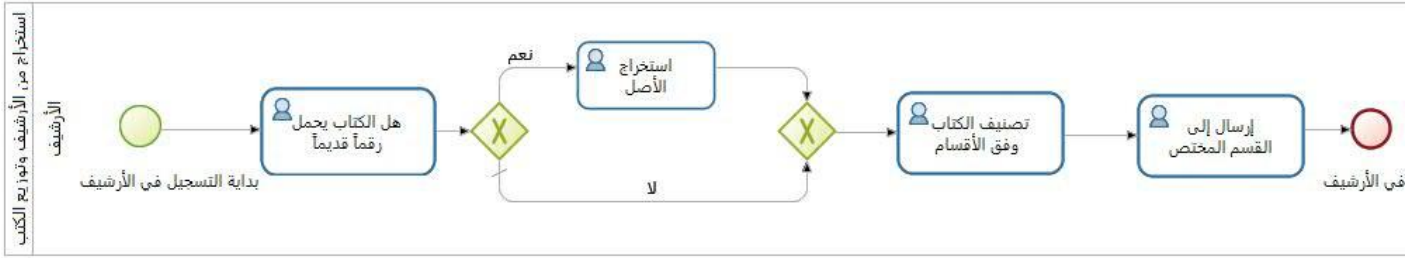 استخراج من الأرشيف وتوزيع الكتب
الأرشيف
بداية التسجيل في الأرشيف
هل الكتاب يحمل
رقماً قديماً
نعم
لا
استخراج
الأصل
تصنيف الكتاب
وفق الأقسام
إرسال إلى
القسم المختص
في الأرشيف